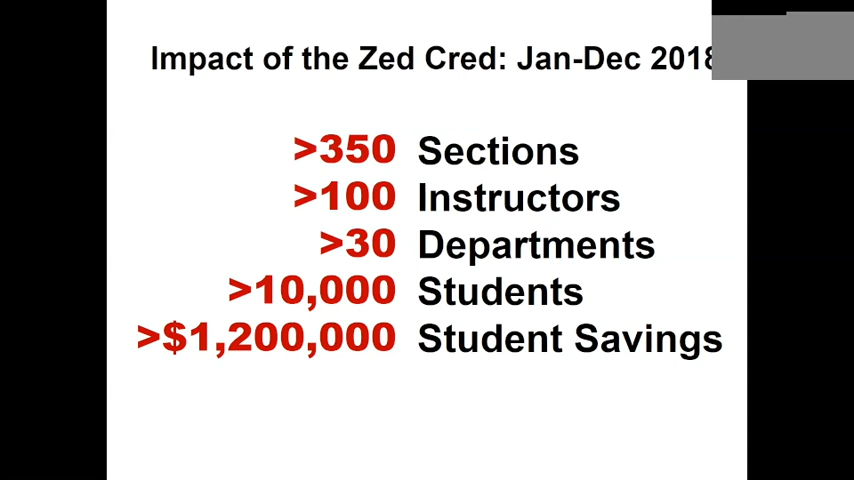 Impact of the Zed Cred: Jan-Dec 2018
>350 Sections
>100 Instructors
>30 Departments
>10,000 Students
>$1,200,000 Student Savings